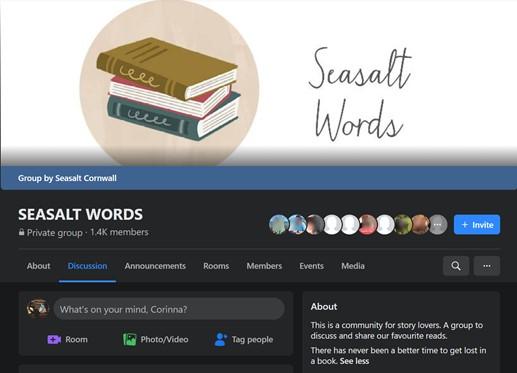 Seasalt
Words
Group by Seasalt Cornwall
SEASALT WORDS
Private group · 1.4K members
+ Invite
About
Discussion
Announcements
Rooms
Members
Events
Media
What's on your mind, Corinna?
Room
Photo/Video
Tag people
About
This is a community for story lovers. A group to
discuss and share our favourite reads.
There has never been a better time to get lost in
a book. See less